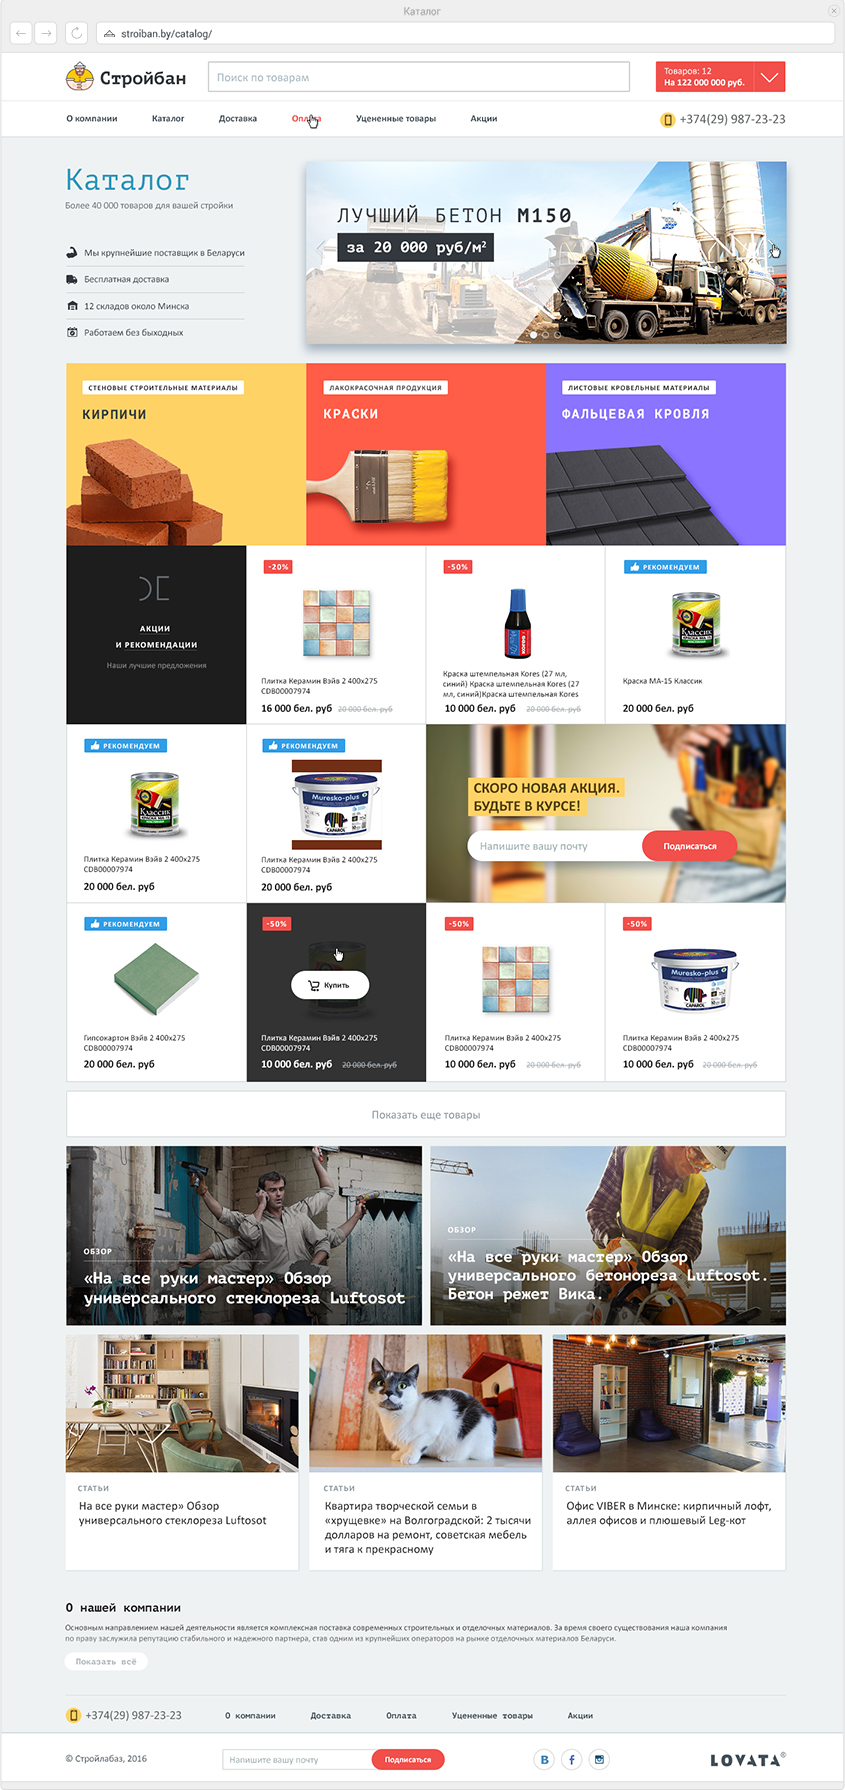 Каталог
stroiban.by/catalog/
Стройбан
Поиск по товарам
Товаров: 12
На 122 000 000 руб.
О компании
Каталог
Доставка
Оплата
Уцененные товары
Акции
+374(29) 987-23-23
Каталог
Более 40 000 товаров для вашей стройки
Мы крупнейшие поставщик в Беларуси
Бесплатная доставка
12 складов около Минска
Работаем без выходных
ЛУЧШИЙ БЕТОН М150
за 20 000 руб/м²
СТЕНОВЫЕ СТРОИТЕЛЬНЫЕ МАТЕРИАЛЫ
КИРПИЧИ
ЛАКОКРАСОЧНАЯ ПРОДУКЦИЯ
КРАСКИ
ЛИСТОВЫЕ КРОВЕЛЬНЫЕ МАТЕРИАЛЫ
ФАЛЬЦЕВАЯ КРОВЛЯ
АКЦИИ
И РЕКОМЕНДАЦИИ
Наши лучшие предложения
-20%
Плитка Керамин Вэйв 2 400x275
CDB00007974
16 000 бел. руб 20 000 бел. руб
-50%
Краска штемпельная Kores (27 мл,
синий) Краска штемпельная Kores (27
мл, синий)Краска штемпельная Kores
10 000 бел. руб 20 000 бел. руб
РЕКОМЕНДУЕМ
Классик
Краска МА-15 Классик
20 000 бел. руб
РЕКОМЕНДУЕМ
Классик
Плитка Керамин Вэйв 2 400x275
CDB00007974
20 000 бел. руб
РЕКОМЕНДУЕМ
Muresko-plus
CAPAROL
Плитка Керамин Вэйв 2 400x275
CDB00007974
20 000 бел. руб
СКОРО НОВАЯ АКЦИЯ.
БУДЬТЕ В КУРСЕ!
Напишите вашу почту
Подписаться
РЕКОМЕНДУЕМ
Гипсокартон Вэйв 2 400x275
CDB00007974
20 000 бел. руб
-50%
Купить
Плитка Керамин Вэйв 2 400x275
CDB00007974
10 000 бел. руб 20 000 бел. руб
-50%
Плитка Керамин Вэйв 2 400x275
CDB00007974
10 000 бел. руб 20 000 бел. руб
-50%
Muresko-plus
CAPAROL
Плитка Керамин Вэйв 2 400x275
CDB00007974
10 000 бел. руб 20 000 бел. руб
Показать еще товары
ОБЗОР
«На все руки мастер» Обзор
универсального стеклореза Luftosot
ОБЗОР
«На все руки мастер» Обзор
универсального бетонореза Luftosot.
Бетон режет Вика.
СТАТЬИ
На все руки мастер» Обзор
универсального стеклореза Luftosot
СТАТЬИ
Квартира творческой семьи в
«хрущевке» на Волгоградской: 2 тысячи
долларов на ремонт, советская мебель
и тяга к прекрасному
СТАТЬИ
Офис VIBER в Минске: кирпичный лофт,
аллея офисов и плюшевый Leg-кот
О нашей компании
Основным направлением нашей деятельности является комплексная поставка современных строительных и отделочных материалов. За время своего существования наша компания
по праву заслужила репутацию стабильного и надежного партнера, став одним из крупнейших операторов на рынке отделочных материалов Беларуси.
Показать всё
+374(29) 987-23-23
О компании
Доставка
Оплата
Уцененные товары
Акции
© Стройлабаз, 2016
Напишите вашу почту
Подписаться
LOVATA®